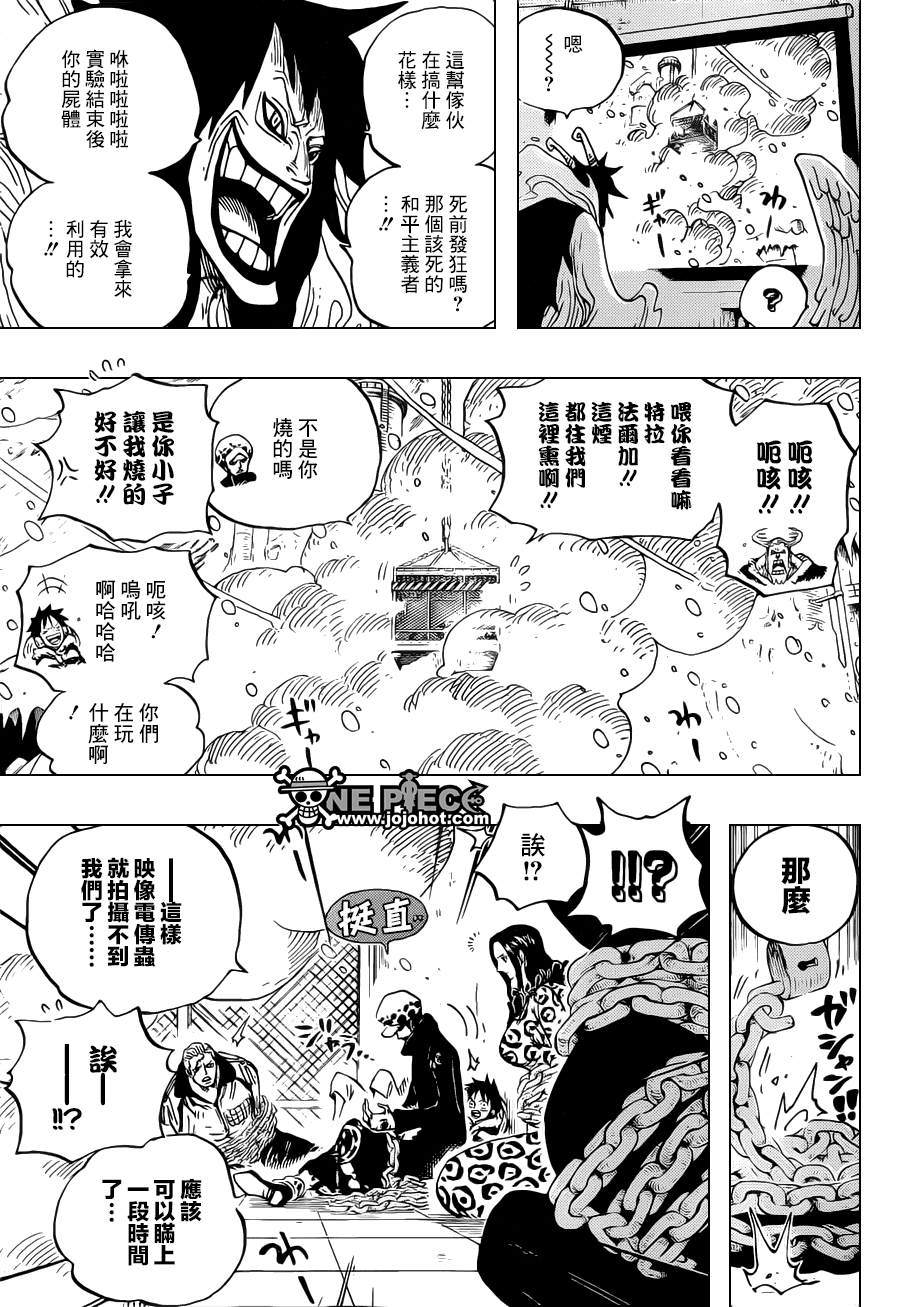 嗯
〜〜?
?
這幫傢伙
在搞什麼
花樣…
死前發狂嗎?
那個該死的
和平主義者
…!!
咻啦啦啦啦
實驗結束後
你的屍體
我會拿來
有效
利用的
…!!
呃咳!!
呃咳!!
喂你看看嘛
特拉
法爾加!!
這煙
都往我們
這裡熏啊!!
不是你
燒的嗎
是你小子
讓我燒的
好不好!!
呃咳!
嗚吼
啊哈哈哈
你們
在玩
什麼啊
!
ONE PIECE
www.jojohot.com
那麼
ガシャン!!
!!?
誒
!?
挺直…
——這樣
映像電傳蟲
就拍攝不到
我們了……
誒——
!!?
應該
可以瞞上
一段時間
了…